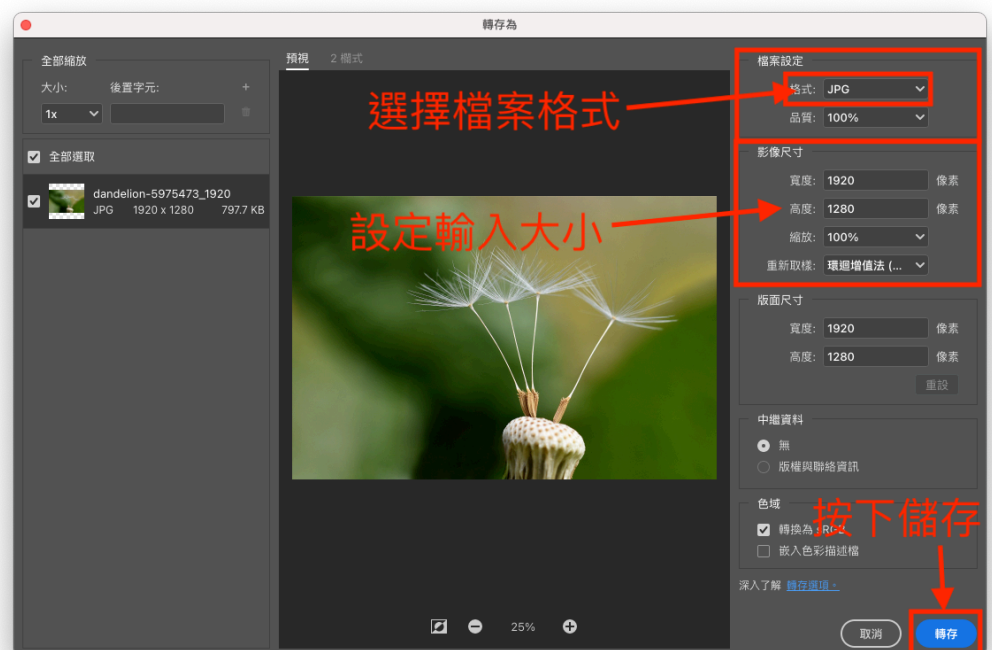 轉存為
全部縮放
大小: 後置字元: +
1x
全部選取
dandelion-5975473_1920
JPG 1920 x 1280 797.7 KB
預視 2 欄式
選擇檔案格式
設定輸入大小
25%
檔案設定
格式: JPG
品質: 100%
影像尺寸
寬度: 1920 像素
高度: 1280 像素
縮放: 100%
重新取樣: 環迴增值法 (...
版面尺寸
寬度: 1920 像素
高度: 1280 像素
重設
中繼資料
無
版權與聯絡資訊
色域
按下儲存
轉換為 sRGB
嵌入色彩描述檔
深入了解 轉存選項。
取消 轉存